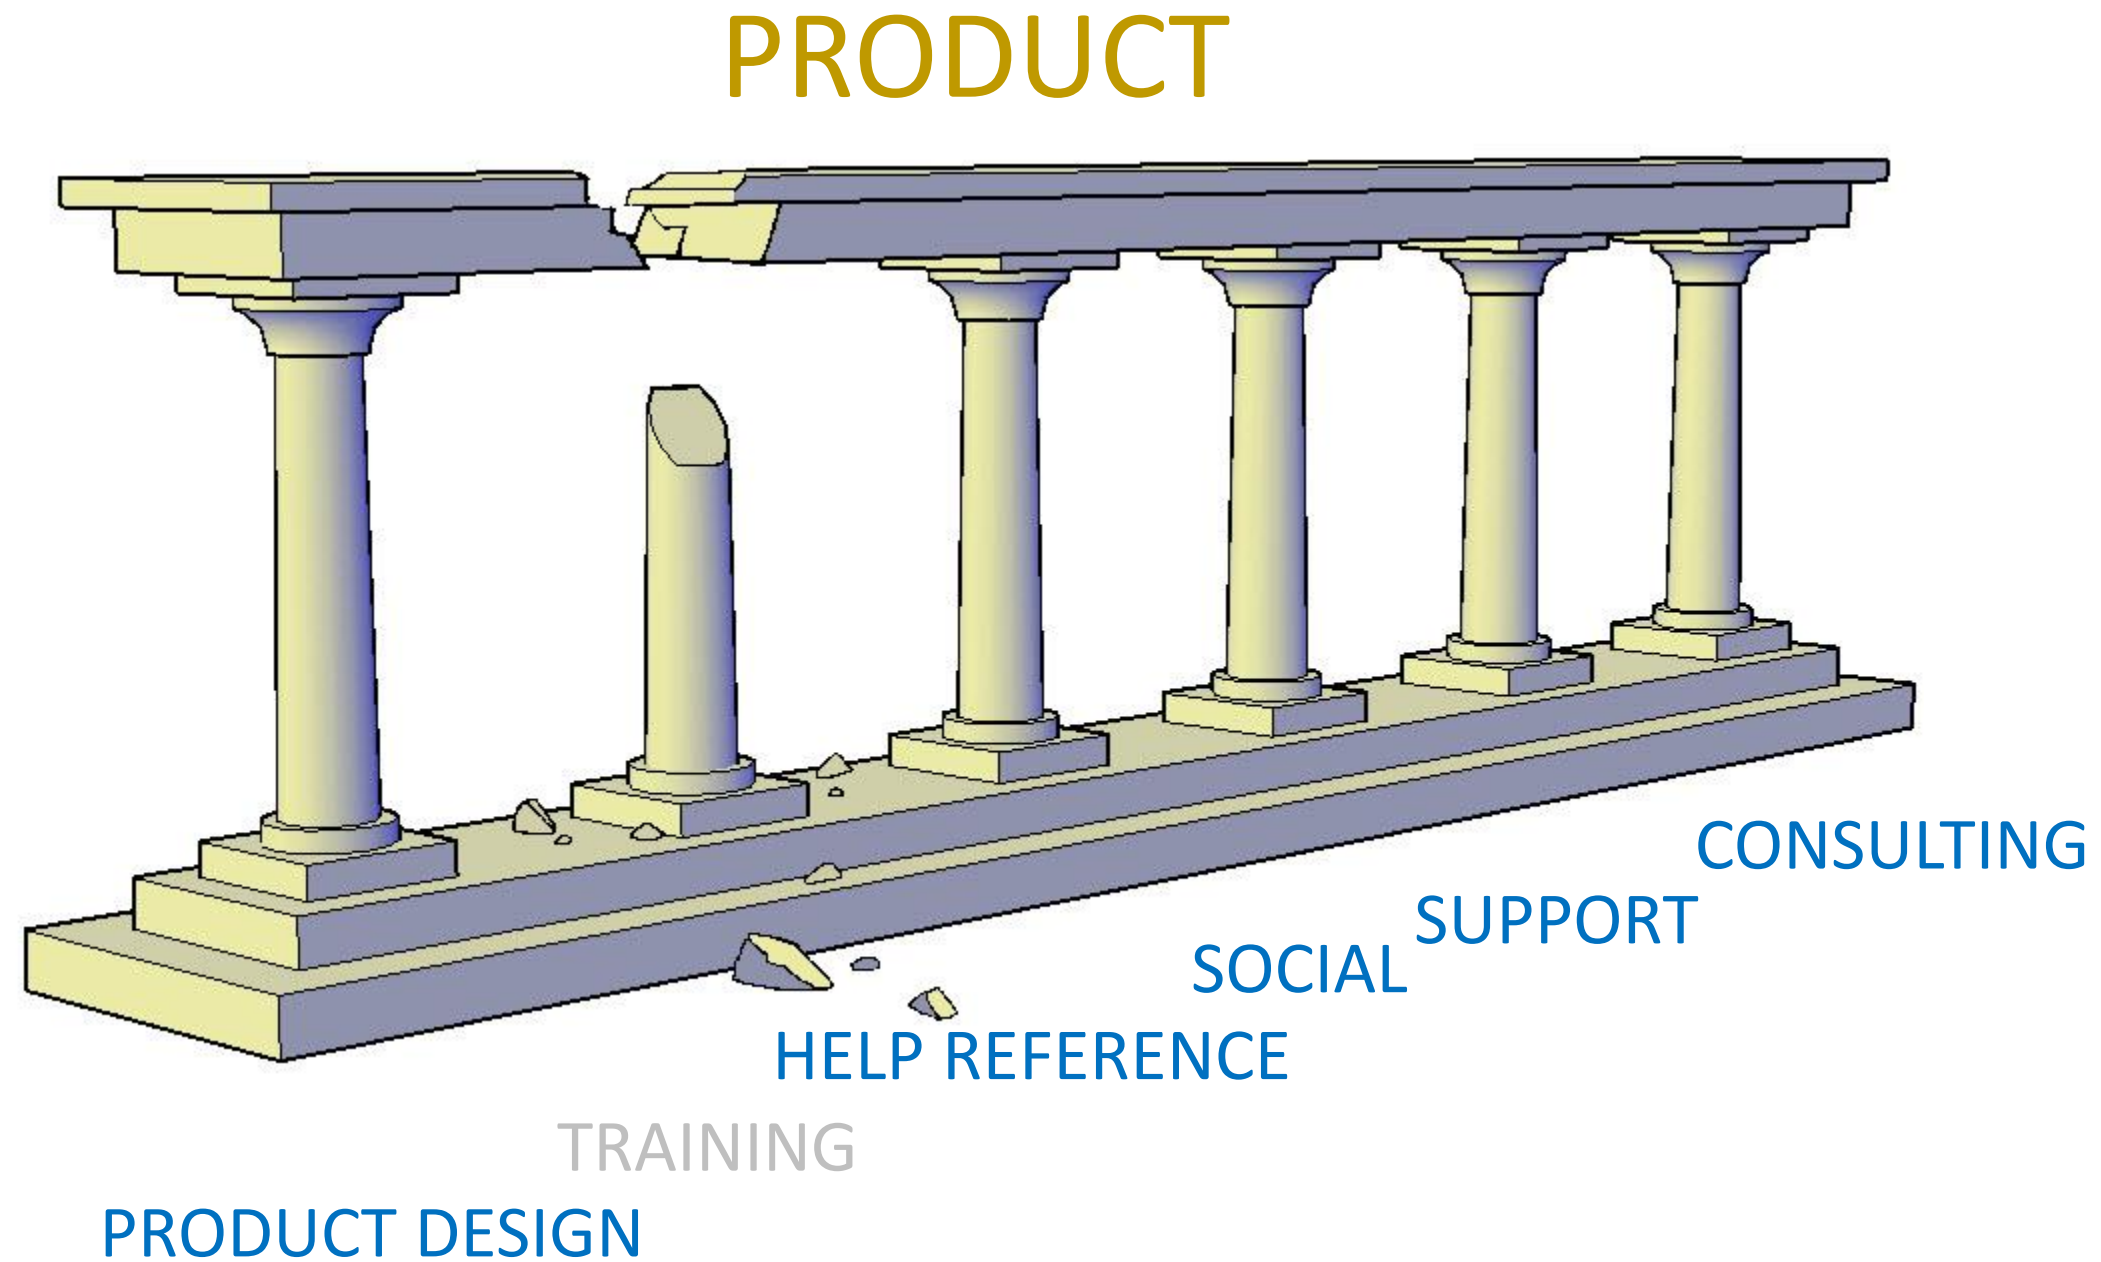 PRODUCT
CONSULTING
SUPPORT
SOCIAL
HELP REFERENCE
TRAINING
PRODUCT DESIGN